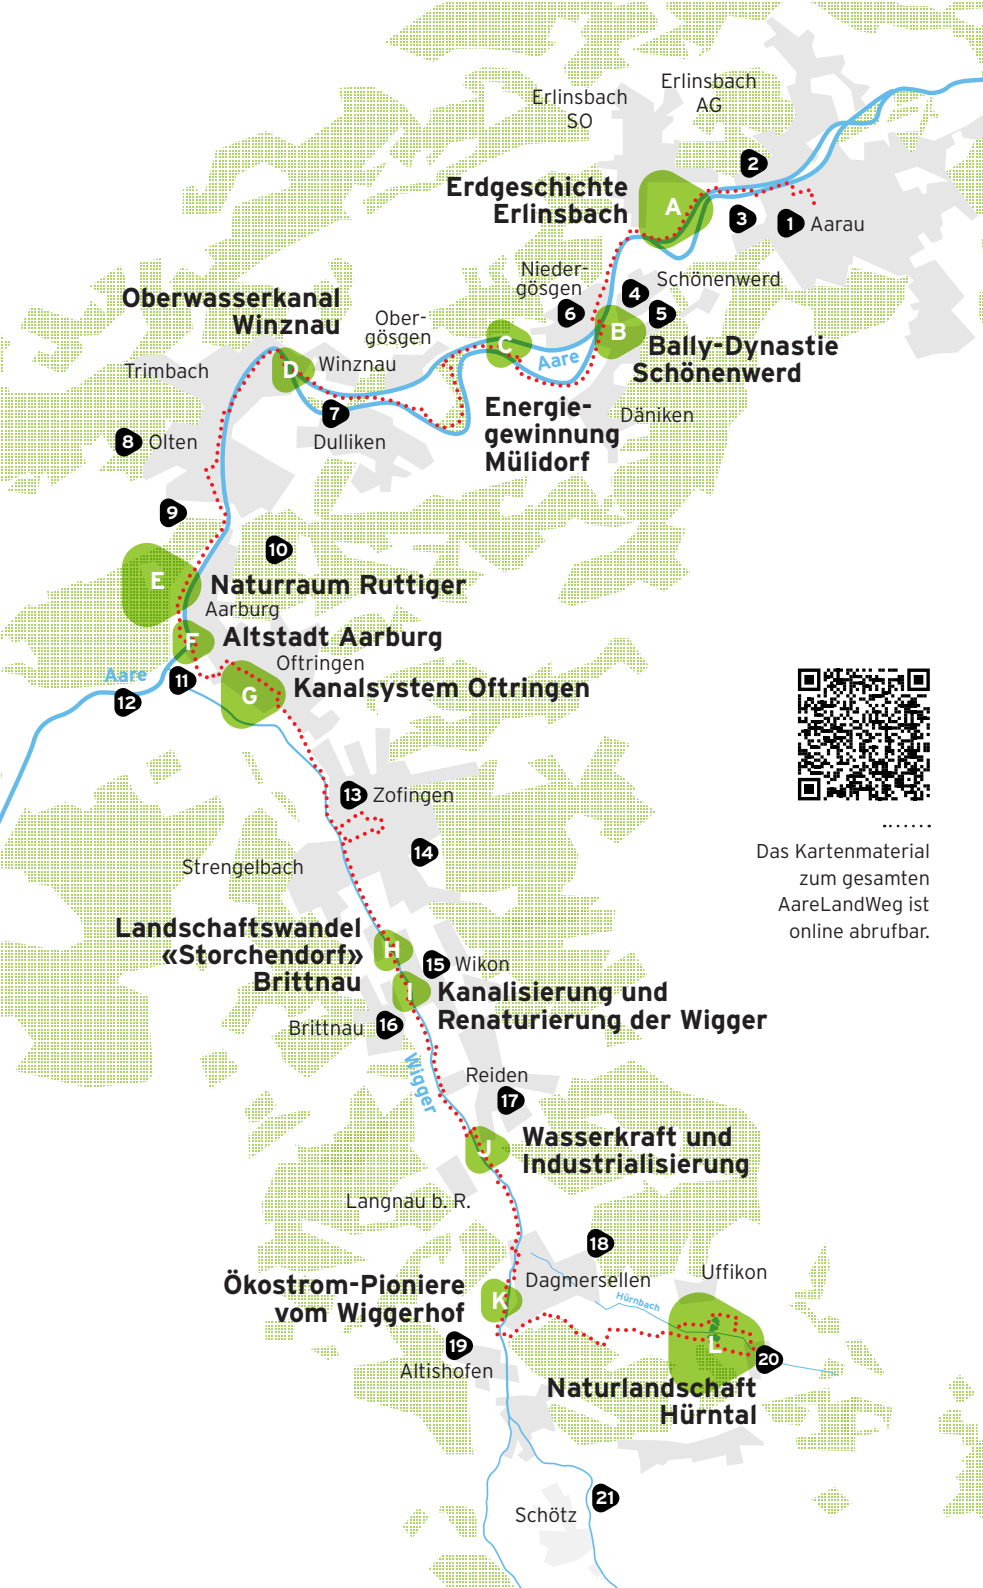 Erlinsbach
AG
Erlinsbach
SO
2
Erdgeschichte
Erlinsbach
A
3
1
Aarau
Nieder-
gösgen
4
Schönenwerd
6
5
Oberwasserkanal
Winznau
Ober-
gösgen
B
C
Aare
Bally-Dynastie
Schönenwerd
Trimbach
D
Winznau
Energie-
gewinnung
Mülidorf
Däniken
7
8
Olten
Dulliken
9
10
E
Naturraum Ruttiger
Aarburg
F
Altstadt Aarburg
Oftringen
Aare
11
12
G
Kanalsystem Oftringen
13
Zofingen
14
Strengelbach
Das Kartenmaterial
zum gesamten
AareLandWeg ist
online abrufbar.
Landschaftswandel
«Storchendorf»
Brittnau
H
15
Wikon
I
Kanalisierung und
Renaturierung der Wigger
Brittnau
16
Wigger
Reiden
17
J
Wasserkraft und
Industrialisierung
Langnau b. R.
18
Dagmersellen
Uffikon
Hürnbach
Ökostrom-Pioniere
vom Wiggerhof
K
L
19
Altishofen
20
Naturlandschaft
Hürntal
21
Schötz